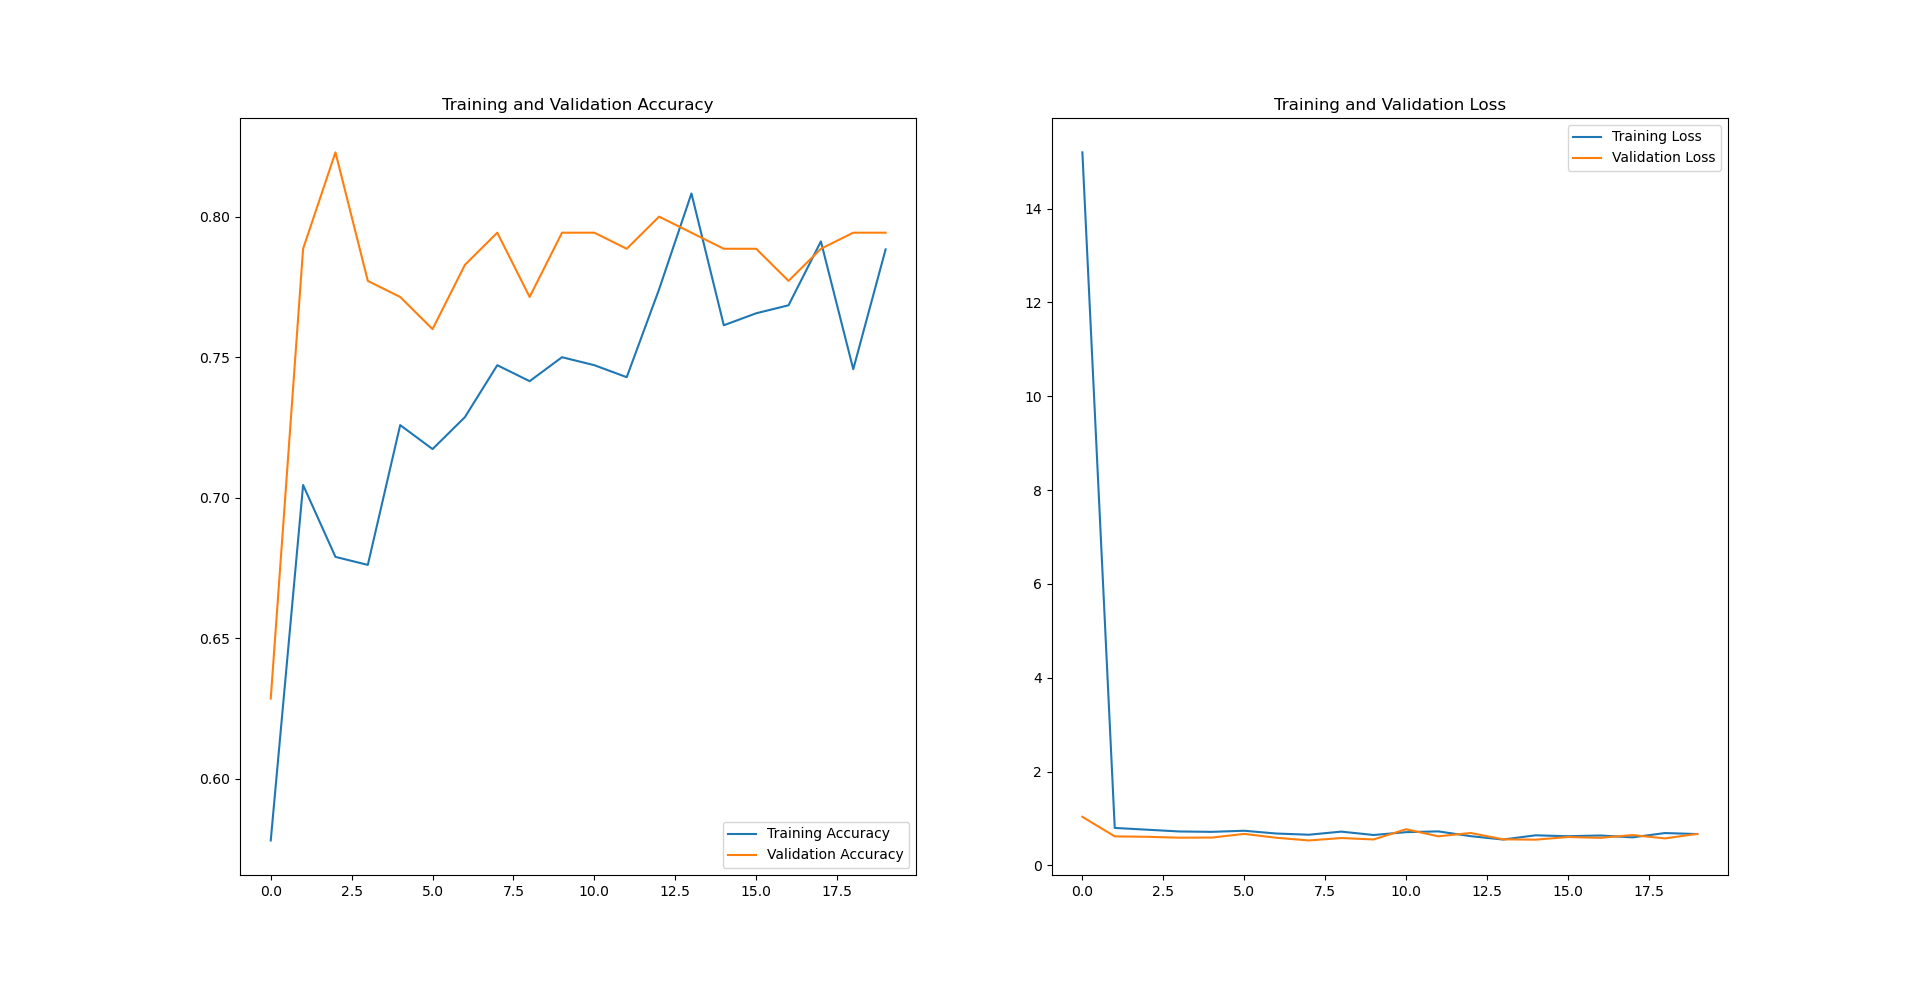 Training and Validation Accuracy
0.80
0.75
0.70
0.65
0.60
Training Accuracy
Validation Accuracy
0.0 2.5 5.0 7.5 10.0 12.5 15.0 17.5
Training and Validation Loss
Training Loss
Validation Loss
14
12
10
8
6
4
2
0
0.0 2.5 5.0 7.5 10.0 12.5 15.0 17.5